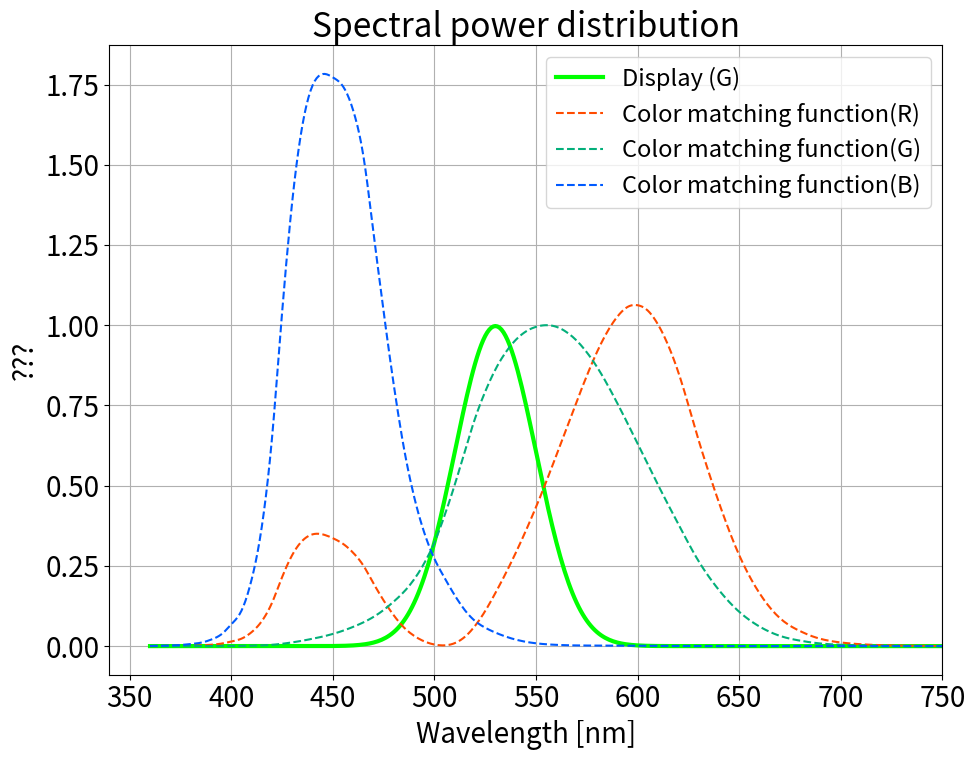 Spectral power distribution
Display (G)
Color matching function(R)
Color matching function(G)
Color matching function(B)
1.75
1.50
1.25
1.00
0.75
0.50
0.25
0.00
???
350 400 450 500 550 600 650 700 750
Wavelength [nm]